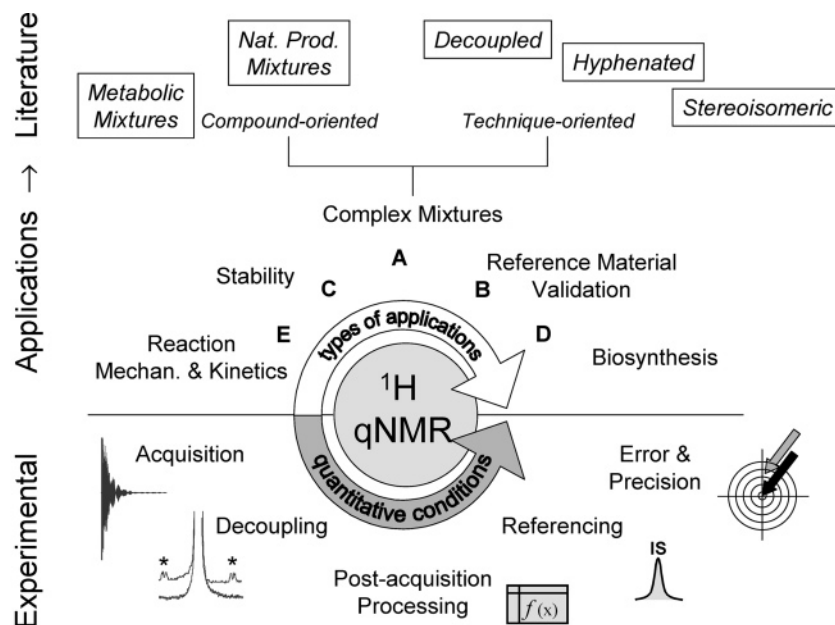 Literature
Applications →
Experimental
Nat. Prod.
Mixtures
Decoupled
Hyphenated
Metabolic
Mixtures
Stereoisomeric
Compound-oriented
Technique-oriented
Complex Mixtures
A
Stability
C
B
Reference Material
Validation
E
types of applications
D
Reaction
Mechan. & Kinetics
Biosynthesis
¹H
qNMR
quantitative conditions
Acquisition
Error &
Precision
Decoupling
Referencing
* *
IS
Post-acquisition
Processing
f(x)